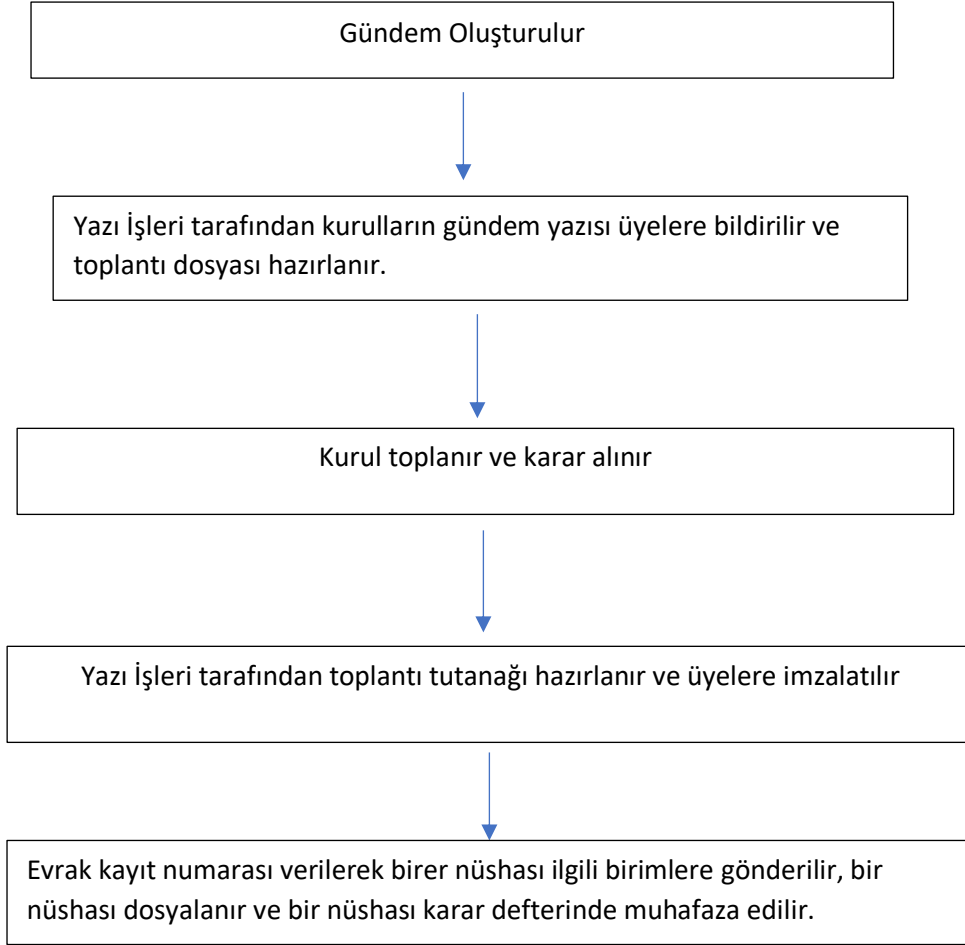 Gündem Oluşturulur
Yazı İşleri tarafından kurulların gündem yazısı üyelere bildirilir ve
toplantı dosyası hazırlanır.
Kurul toplanır ve karar alınır
Yazı İşleri tarafından toplantı tutanağı hazırlanır ve üyelere imzalatılır
Evrak kayıt numarası verilerek birer nüshası ilgili birimlere gönderilir, bir
nüshası dosyalanır ve bir nüshası karar defterinde muhafaza edilir.